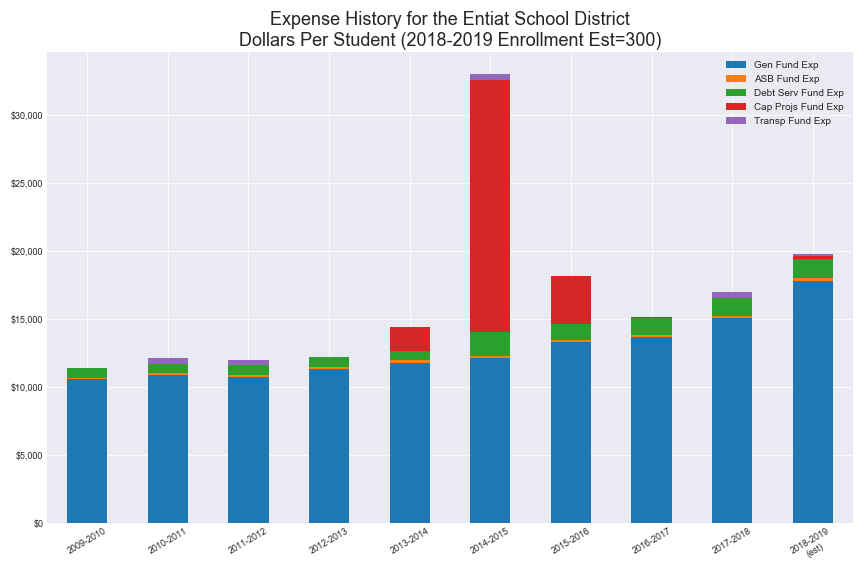 Expense History for the Entiat School District
Dollars Per Student (2018-2019 Enrollment Est=300)
Gen Fund Exp
ASB Fund Exp
Debt Serv Fund Exp
Cap Projs Fund Exp
Transp Fund Exp
$30,000
$25,000
$20,000
$15,000
$10,000
$5,000
$0
2009-2010
2010-2011
2011-2012
2012-2013
2013-2014
2014-2015
2015-2016
2016-2017
2017-2018
2018-2019
(est)